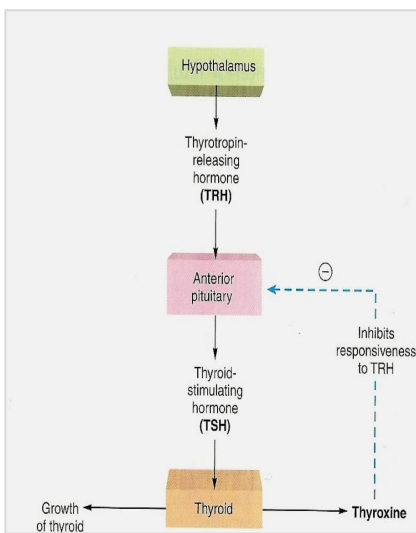 Hypothalamus
Thyrotropin-
releasing
hormone
(TRH)
Anterior
pituitary
−
Inhibits
responsiveness
to TRH
Thyroid-
stimulating
hormone
(TSH)
Growth
of thyroid
Thyroid
Thyroxine